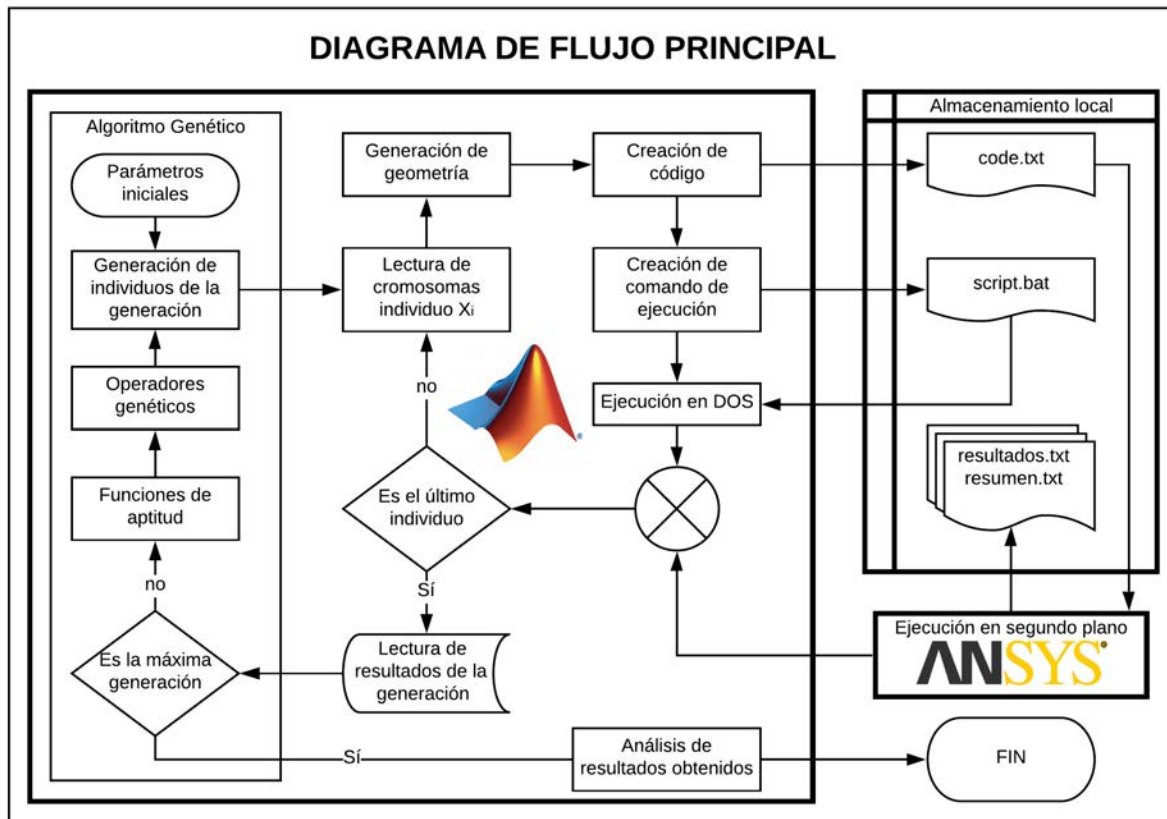 DIAGRAMA DE FLUJO PRINCIPAL
Algoritmo Genético
Parámetros
iniciales
Generación de
individuos de la
generación
Operadores
genéticos
Funciones de
aptitud
no
Es la máxima
generación
Sí
Generación de
geometría
Lectura de
cromosomas
individuo Xi
no
Es el último
individuo
Sí
Lectura de
resultados de la
generación
Creación de
código
Creación de
comando de
ejecución
Ejecución en DOS
Análisis de
resultados obtenidos
Almacenamiento local
code.txt
script.bat
resultados.txt
resumen.txt
Ejecución en segundo plano
ANSYS®
FIN